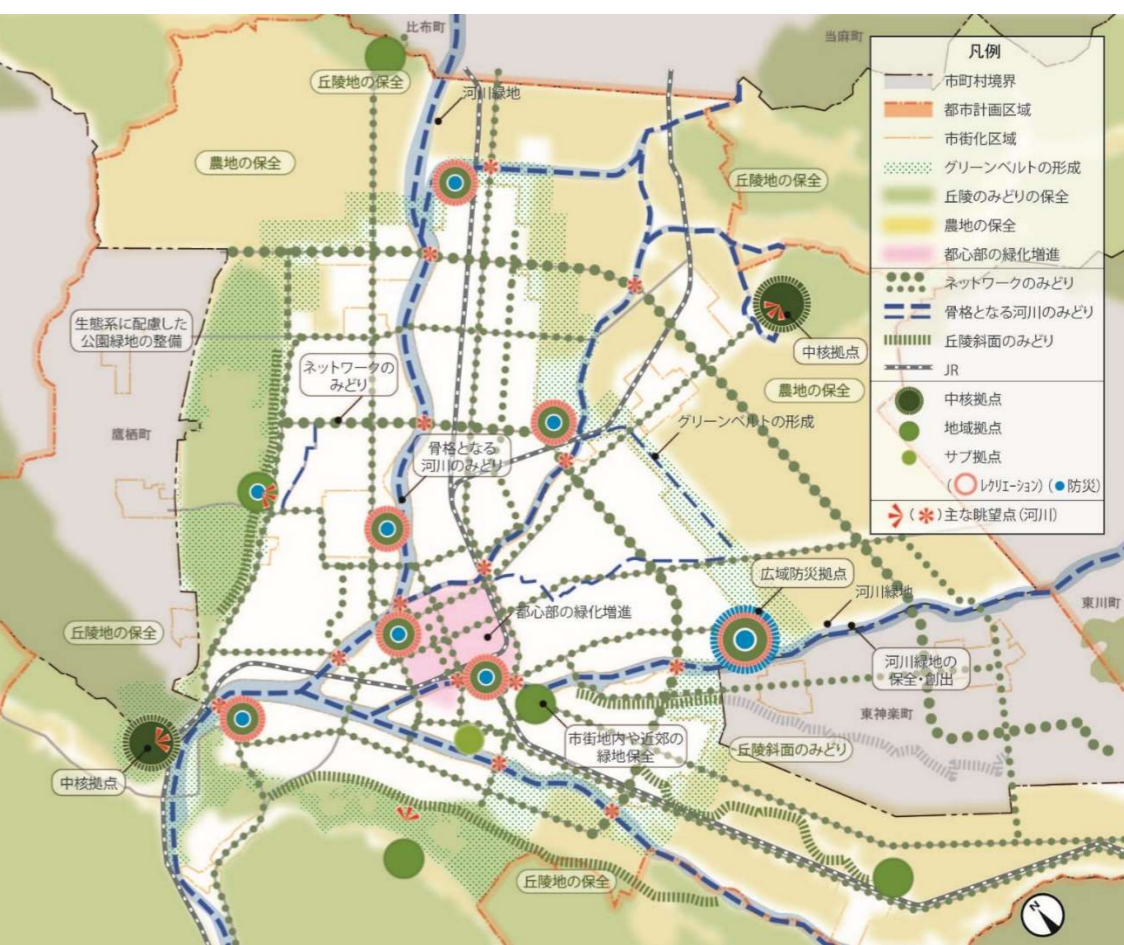 比布町
当麻町
丘陵地の保全
河川緑地
農地の保全
丘陵地の保全
生態系に配慮した
公園緑地の整備
ネットワークの
みどり
中核拠点
農地の保全
鷹栖町
骨格となる
河川のみどり
グリーンベルトの形成
広域防災拠点
河川緑地
東川町
都心部の緑化増進
丘陵地の保全
河川緑地の
保全・創出
東神楽町
市街地内や近郊の
緑地保全
丘陵斜面のみどり
中核拠点
丘陵地の保全
N
凡例
市町村境界
都市計画区域
市街化区域
グリーンベルトの形成
丘陵のみどりの保全
農地の保全
都心部の緑化増進
ネットワークのみどり
骨格となる河川のみどり
丘陵斜面のみどり
JR
中核拠点
地域拠点
サブ拠点
(レクリエーション)(防災)
()主な眺望点(河川)